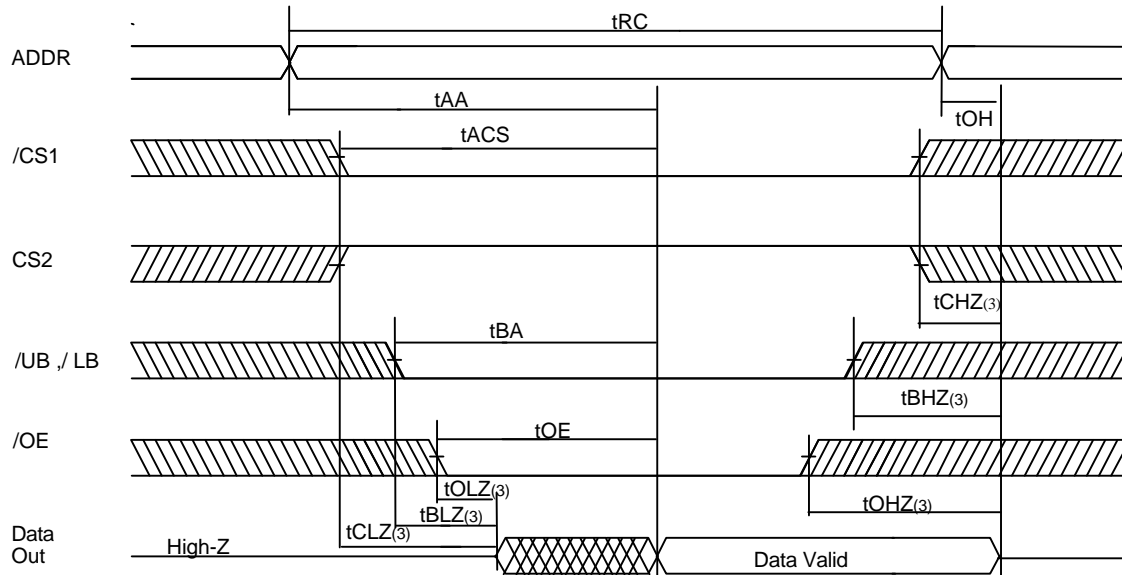 tRC
ADDR
tAA
tOH
tACS
/CS1
CS2
tCHZ(3)
tBA
/UB ,/ LB
tBHZ(3)
tOE
/OE
tOLZ(3)
tOHZ(3)
tBLZ(3)
tCLZ(3)
Data
Out
High-Z
Data Valid